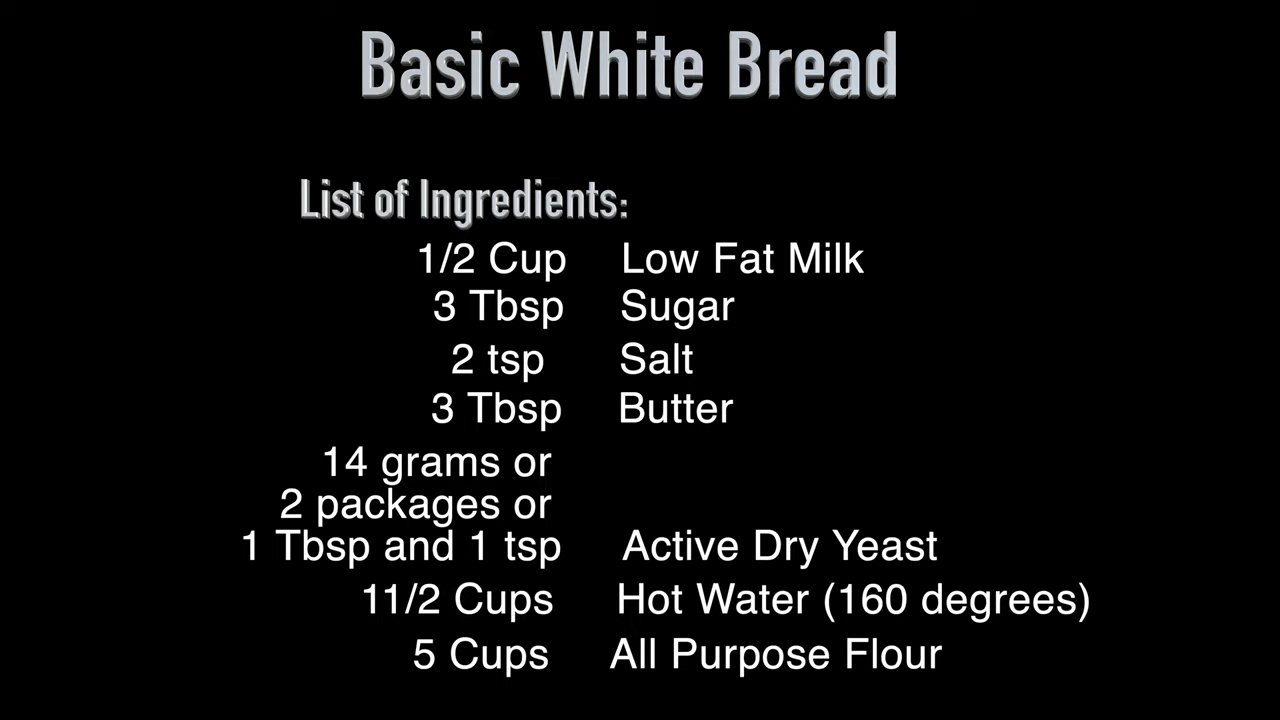 Basic White Bread
List of Ingredients:
1/2 Cup Low Fat Milk
3 Tbsp Sugar
2 tsp Salt
3 Tbsp Butter
14 grams or
2 packages or
1 Tbsp and 1 tsp Active Dry Yeast
11/2 Cups Hot Water (160 degrees)
5 Cups All Purpose Flour